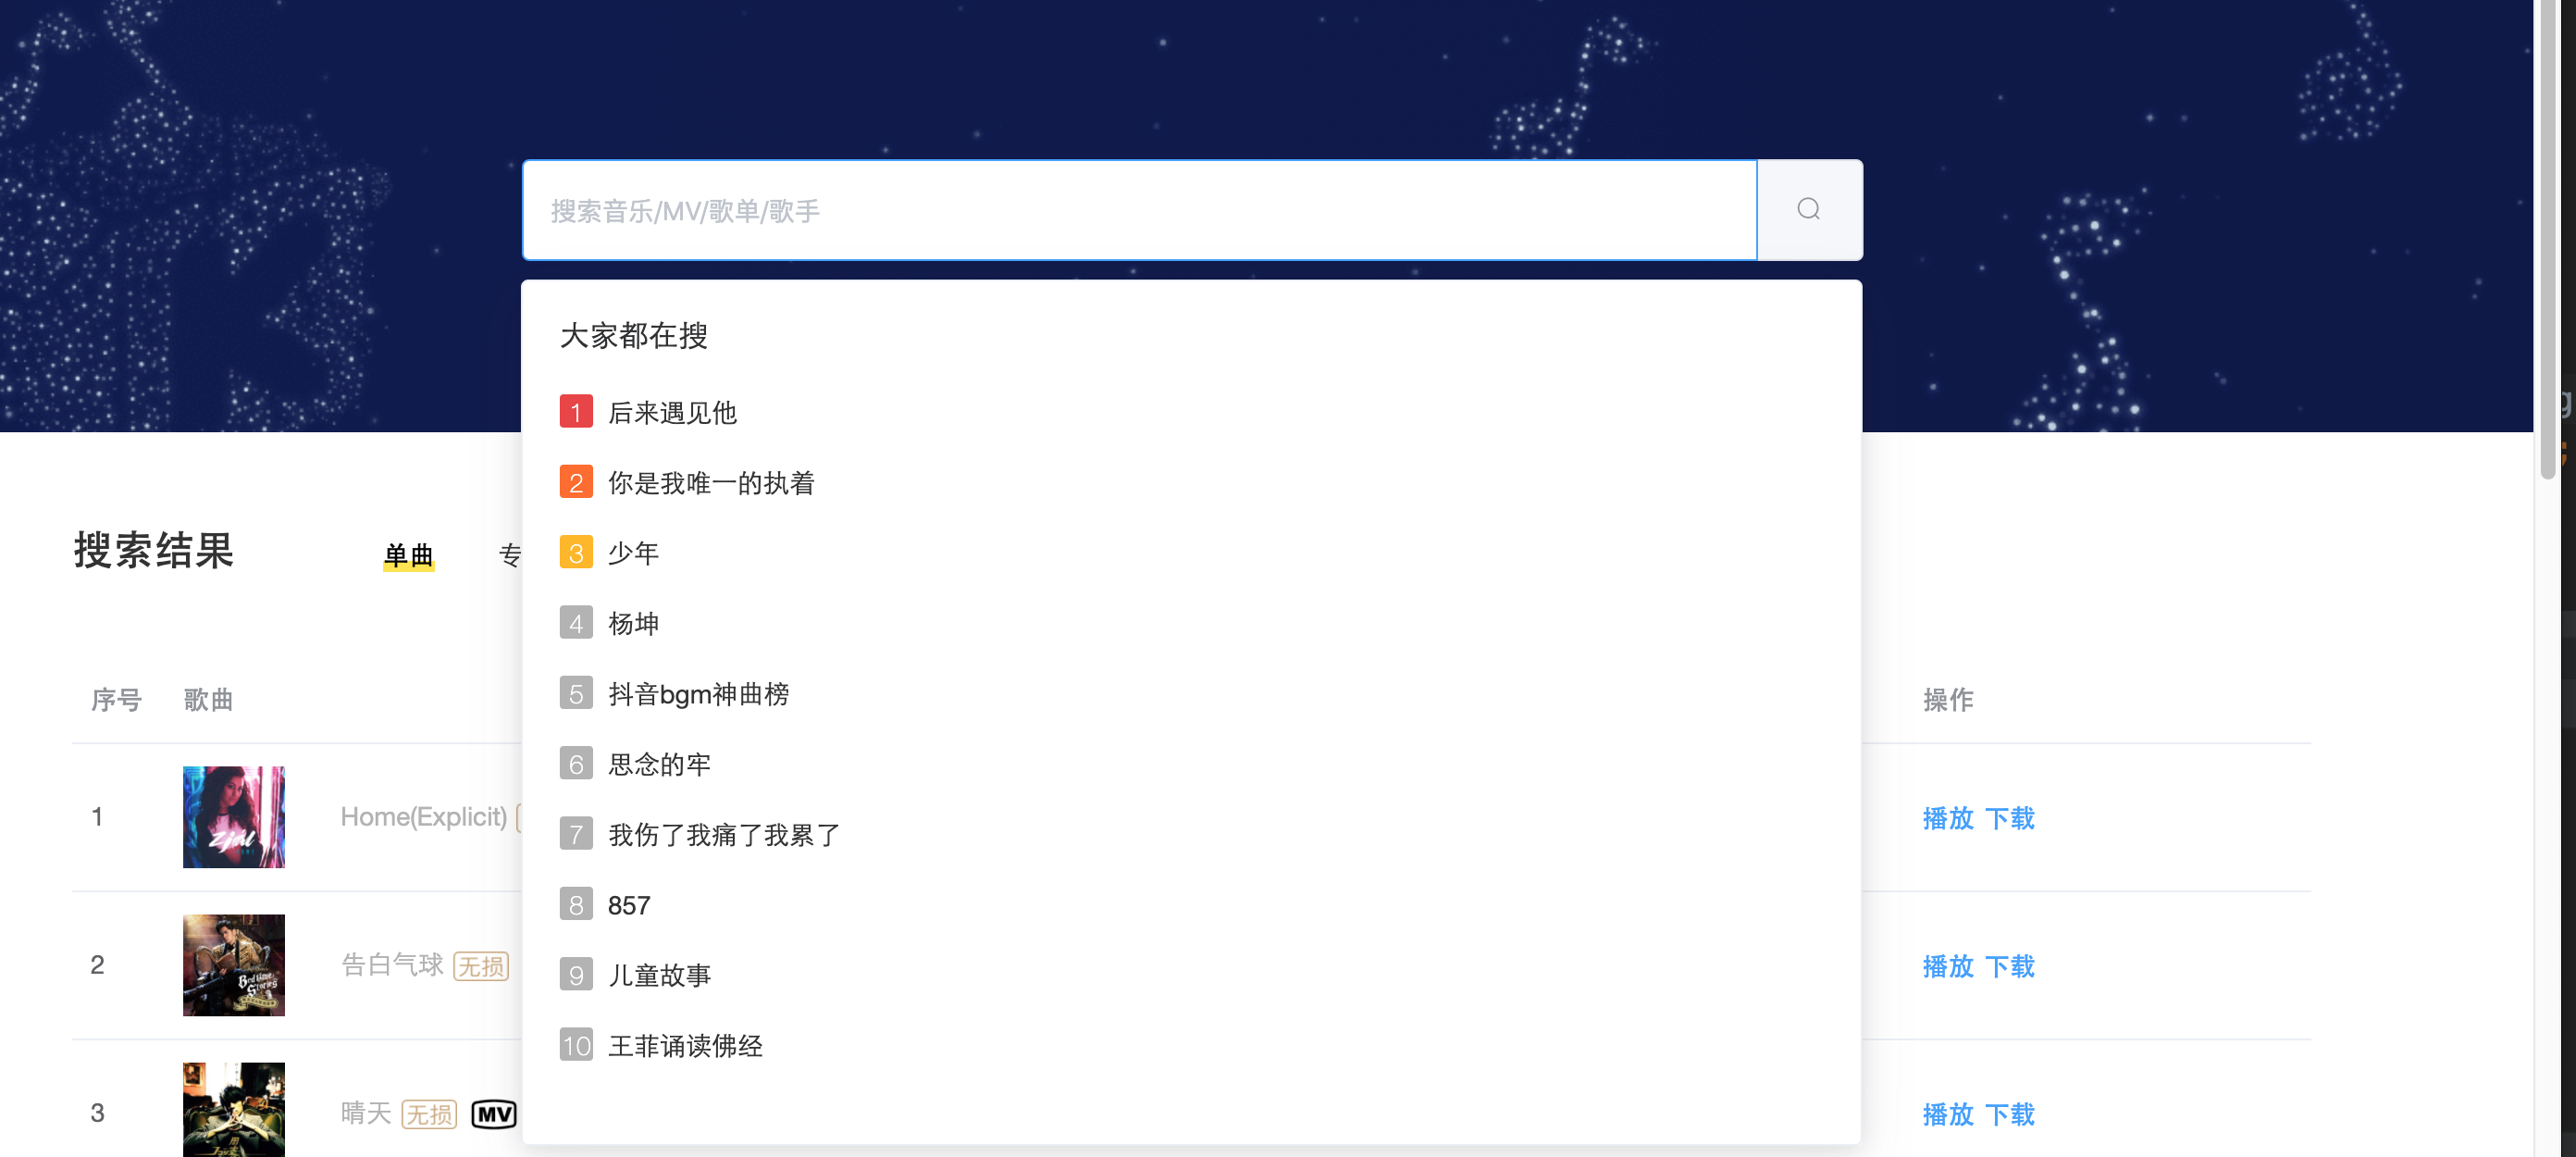 搜索音乐/MV/歌单/歌手
大家都在搜
1 后来遇见他
2 你是我唯一的执着
3 少年
4 杨坤
5 抖音bgm神曲榜
6 思念的牢
7 我伤了我痛了我累了
8 857
9 儿童故事
10 王菲诵读佛经
搜索结果 单曲 专
序号 歌曲 操作
1 Home(Explicit) 播放 下载
2 告白气球 无损 播放 下载
3 晴天 无损 MV 播放 下载